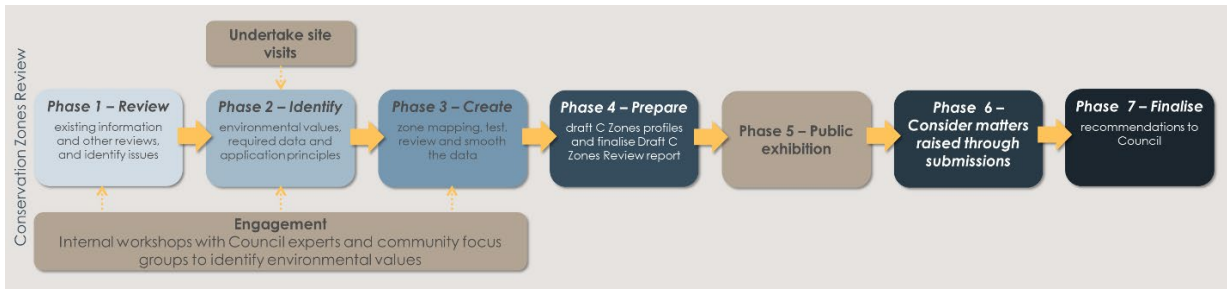 Conservation Zones Review
Undertake site
visits
Phase 1 – Review
existing information
and other reviews,
and identify issues
Phase 2 – Identify
environmental values,
required data and
application principles
Phase 3 – Create
zone mapping, test,
review and smooth
the data
Phase 4 – Prepare
draft C Zones profiles
and finalise Draft C
Zones Review report
Phase 5 – Public
exhibition
Phase 6 –
Consider matters
raised through
submissions
Phase 7 – Finalise
recommendations to
Council
Engagement
Internal workshops with Council experts and community focus
groups to identify environmental values